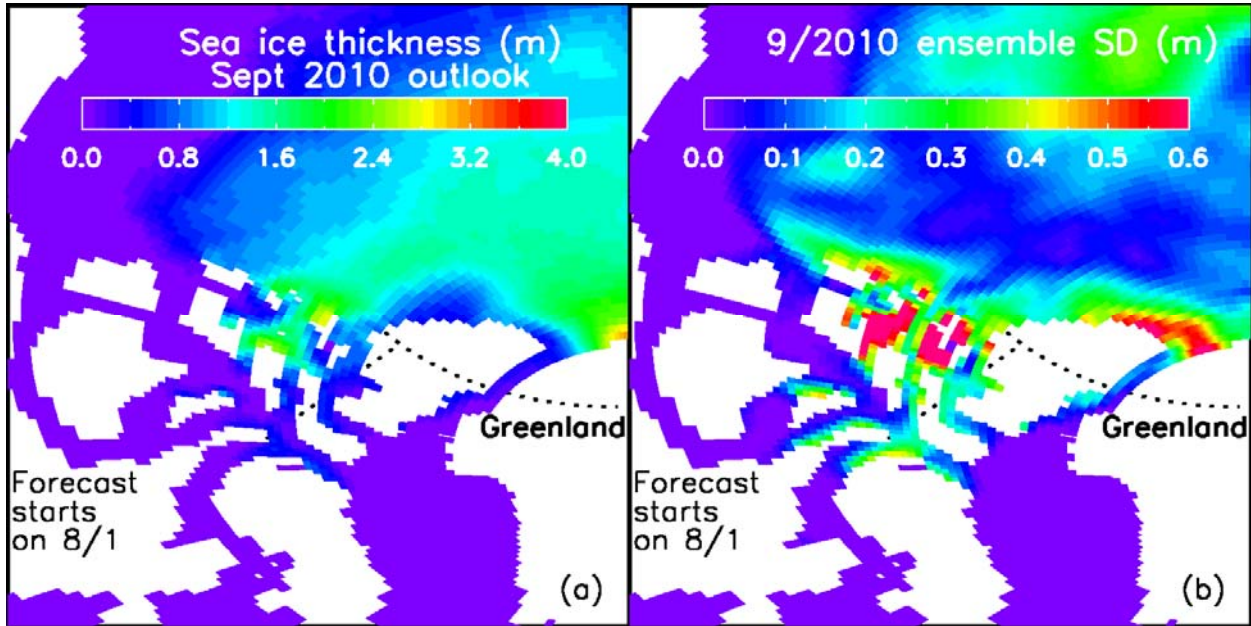 Sea ice thickness (m)
Sept 2010 outlook
0.0 0.8 1.6 2.4 3.2 4.0
Greenland
Forecast
starts
on 8/1
(a)
9/2010 ensemble SD (m)
0.0 0.1 0.2 0.3 0.4 0.5 0.6
Greenland
Forecast
starts
on 8/1
(b)